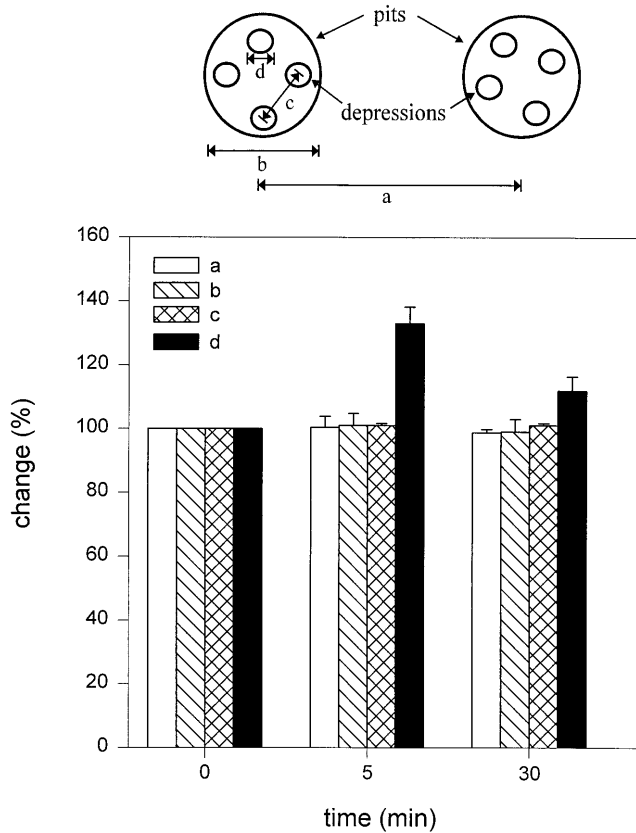 pits
d
c
depressions
b
a
160
140
120
100
80
60
40
20
0
change (%)
a
b
c
d
0
5
30
time (min)